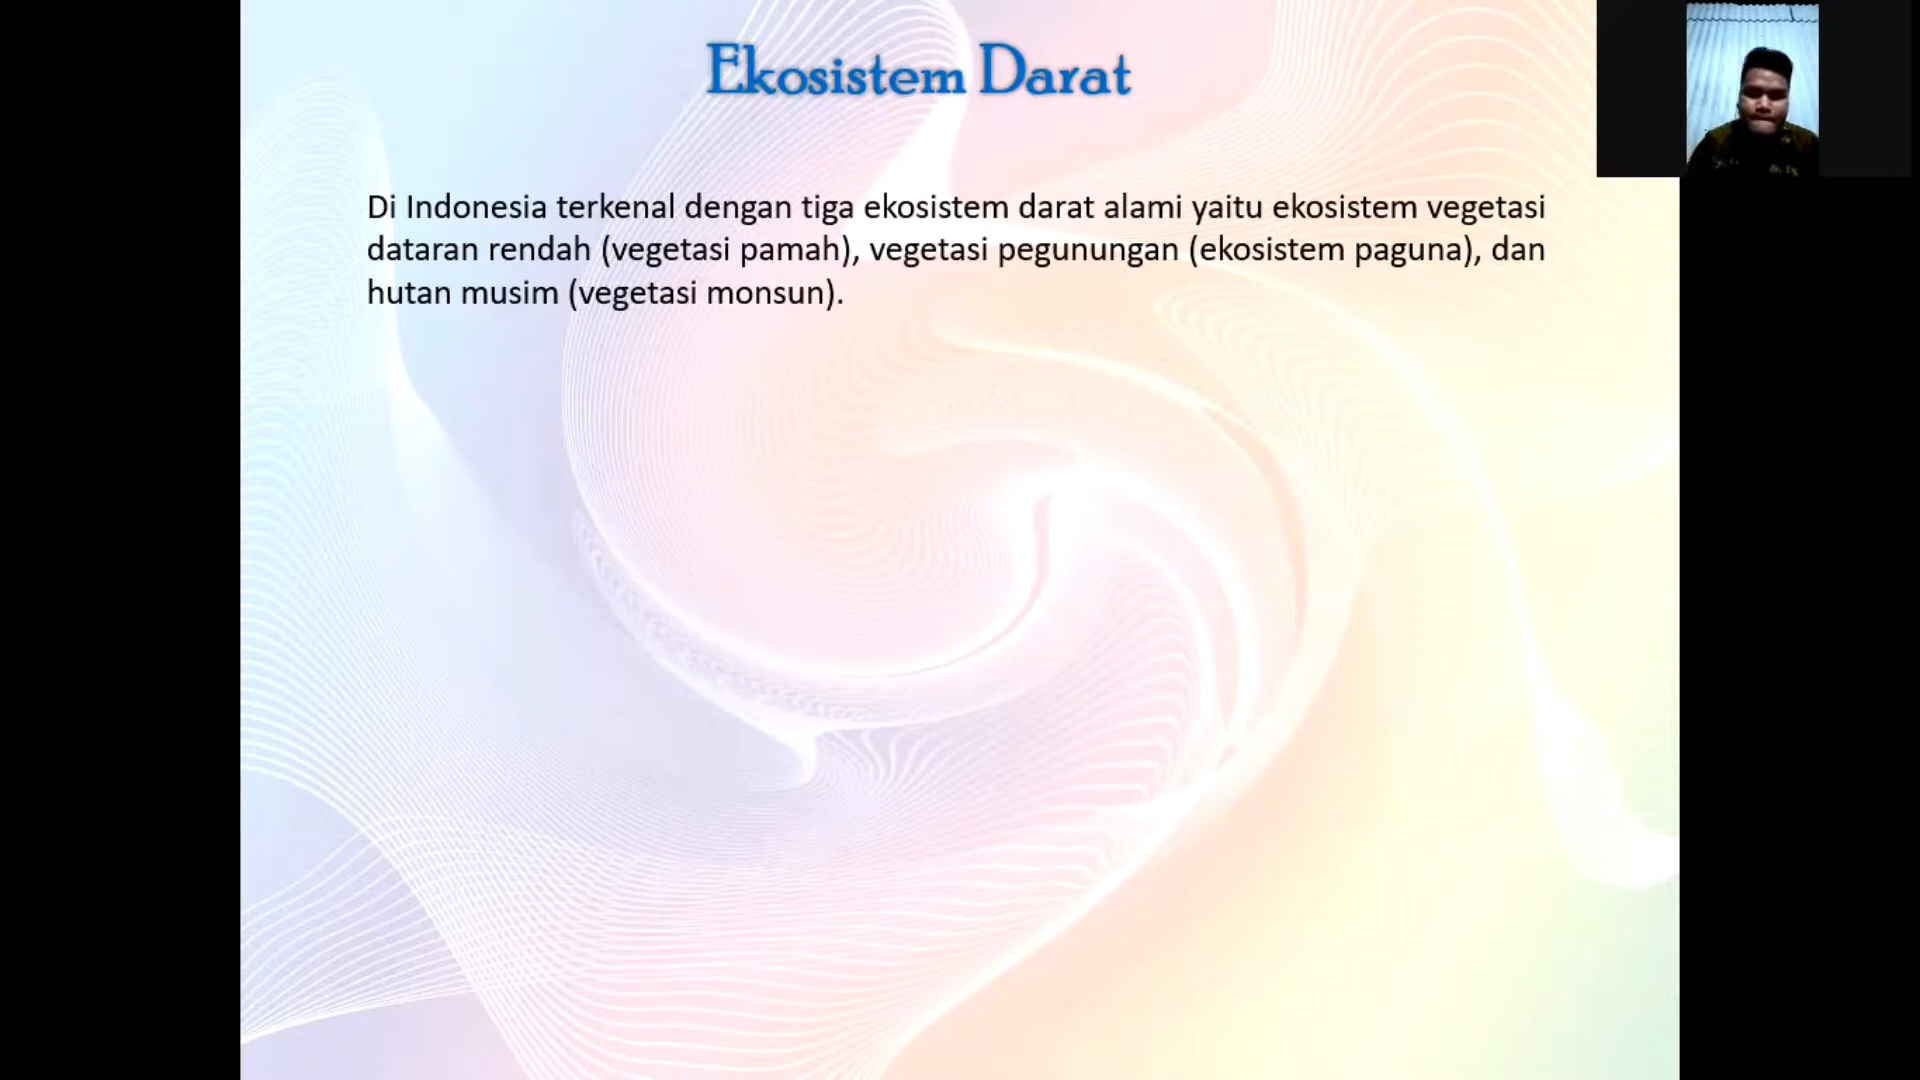 Ekosistem Darat
Di Indonesia terkenal dengan tiga ekosistem darat alami yaitu ekosistem vegetasi
dataran rendah (vegetasi pamah), vegetasi pegunungan (ekosistem paguna), dan
hutan musim (vegetasi monsun).